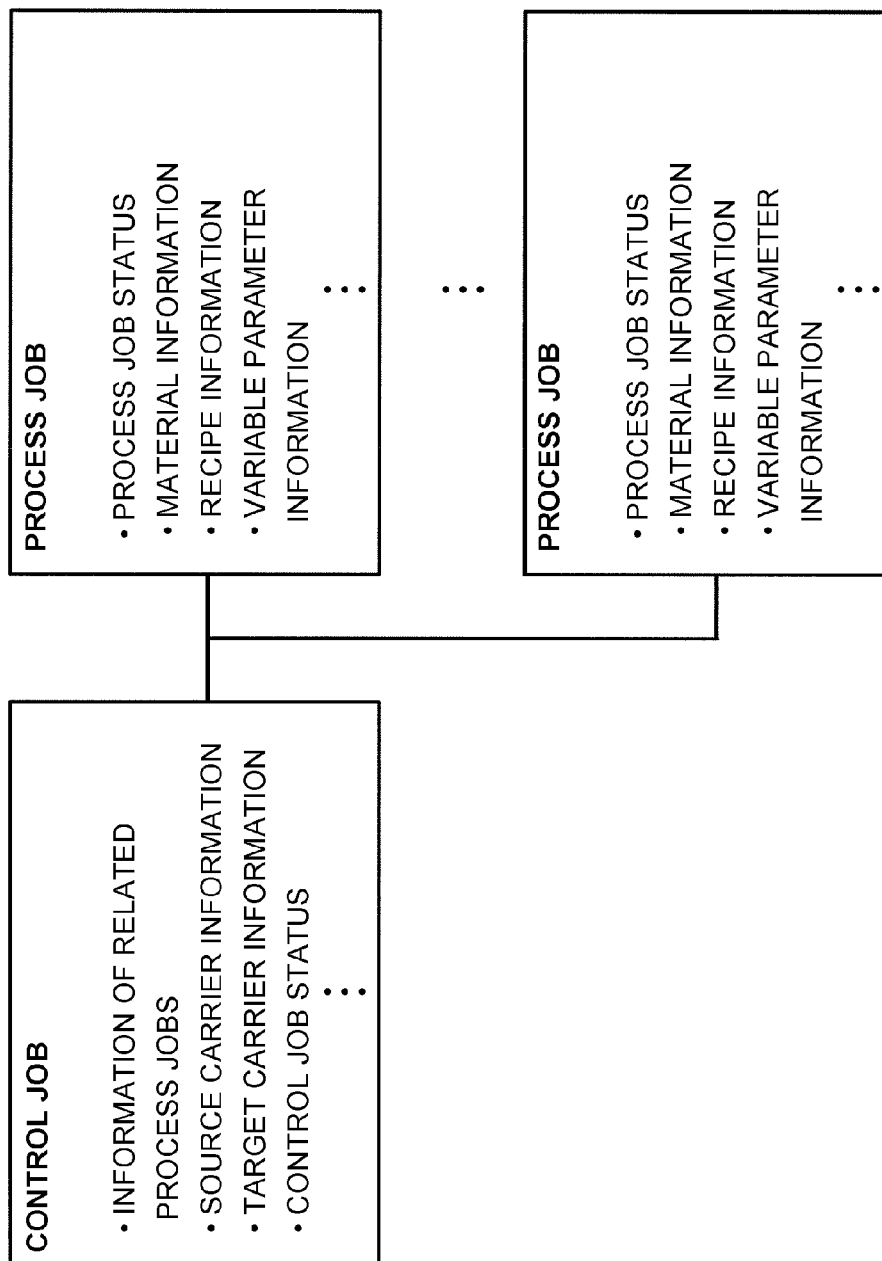 CONTROL JOB
• INFORMATION OF RELATED
PROCESS JOBS
• SOURCE CARRIER INFORMATION
• TARGET CARRIER INFORMATION
• CONTROL JOB STATUS
⋮
PROCESS JOB
• PROCESS JOB STATUS
• MATERIAL INFORMATION
• RECIPE INFORMATION
• VARIABLE PARAMETER
INFORMATION
⋮
⋮
PROCESS JOB
• PROCESS JOB STATUS
• MATERIAL INFORMATION
• RECIPE INFORMATION
• VARIABLE PARAMETER
INFORMATION
⋮